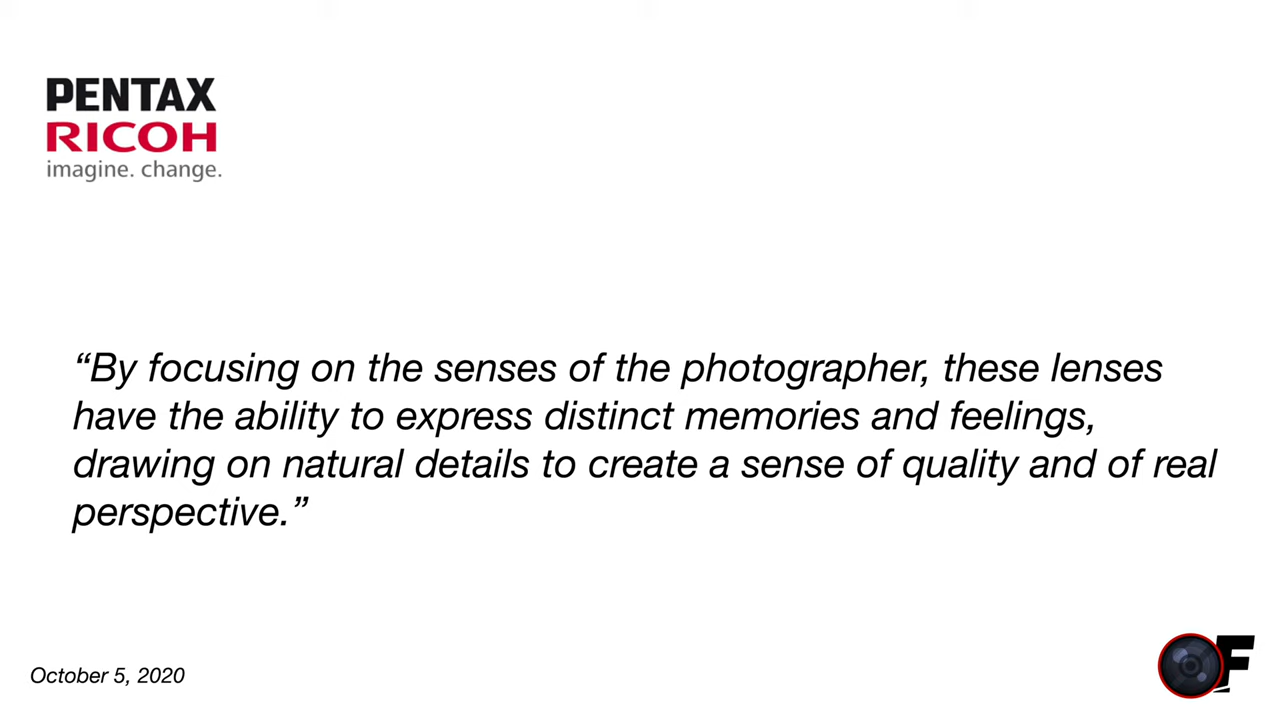 PENTAX
RICOH
imagine. change.
“By focusing on the senses of the photographer, these lenses
have the ability to express distinct memories and feelings,
drawing on natural details to create a sense of quality and of real
perspective.”
October 5, 2020
F